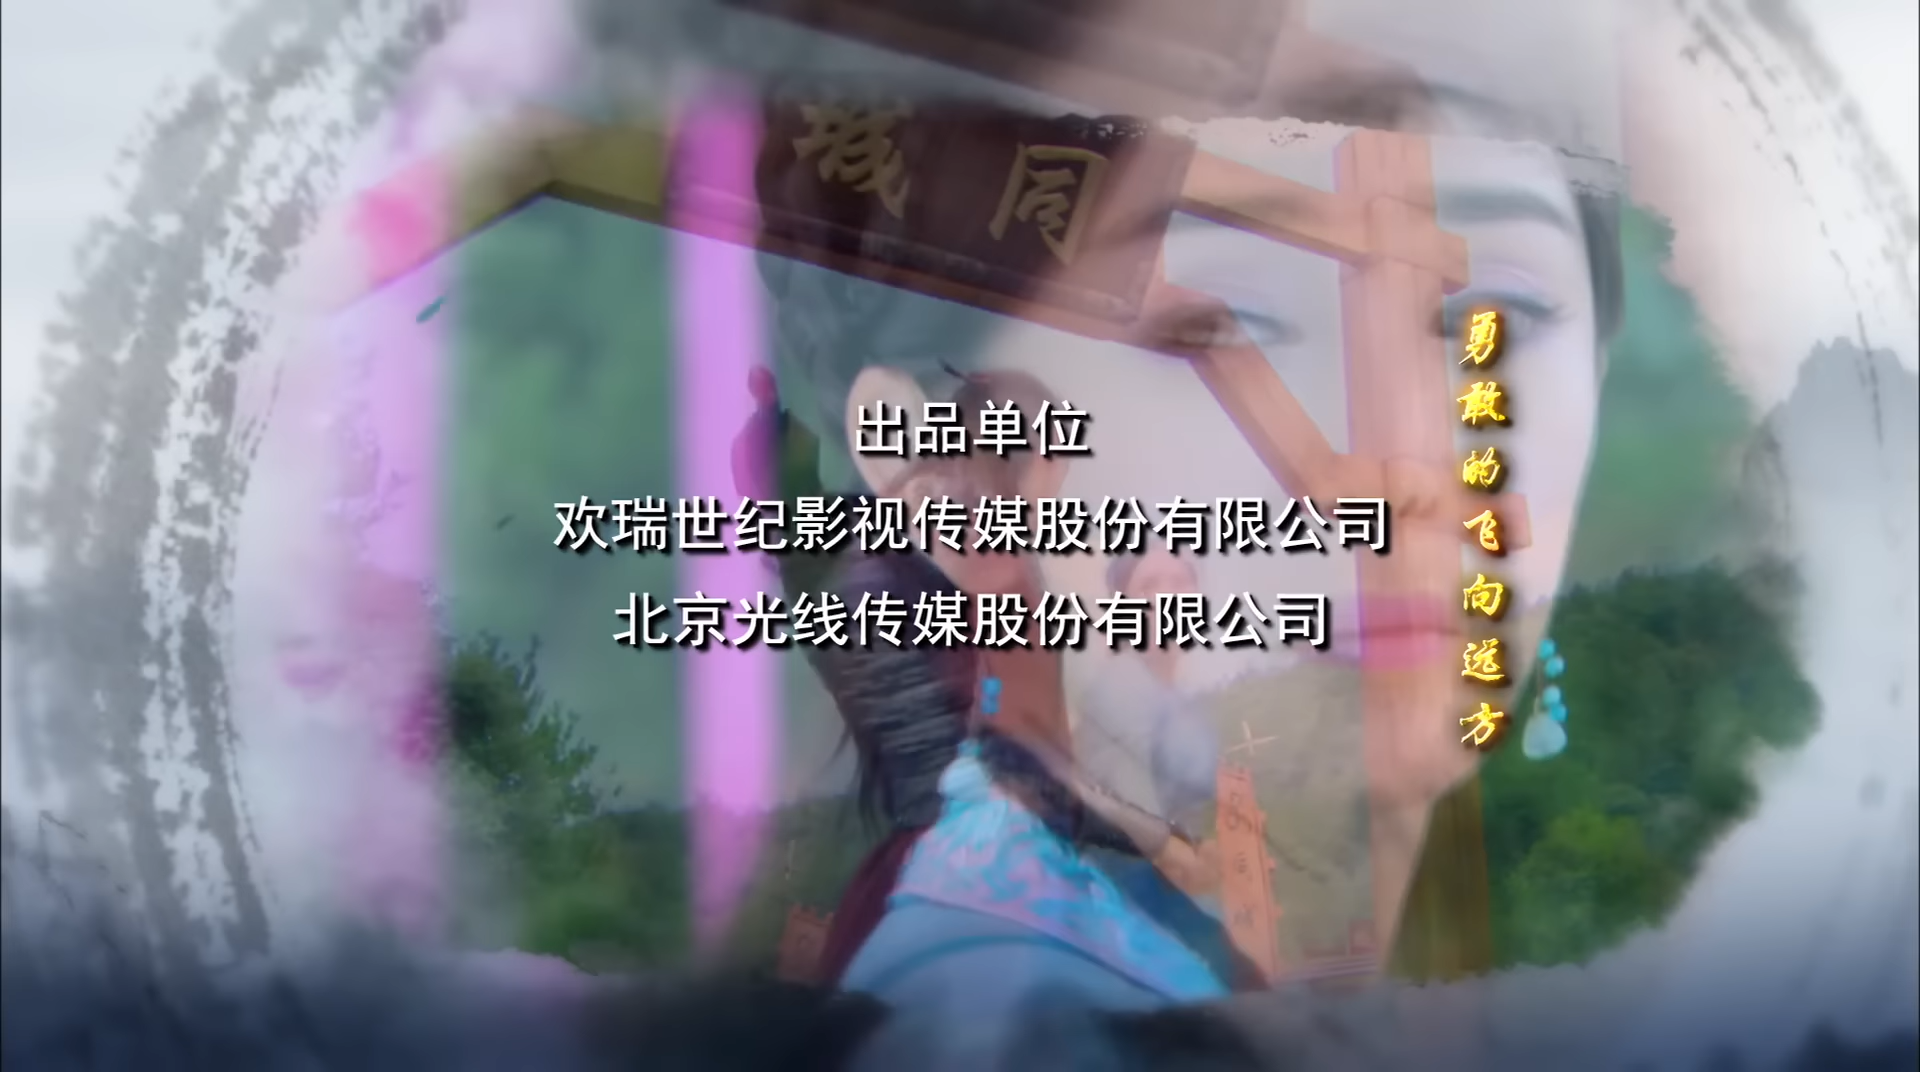 城 同
出品单位
欢瑞世纪影视传媒股份有限公司
北京光线传媒股份有限公司
勇敢的飞向远方